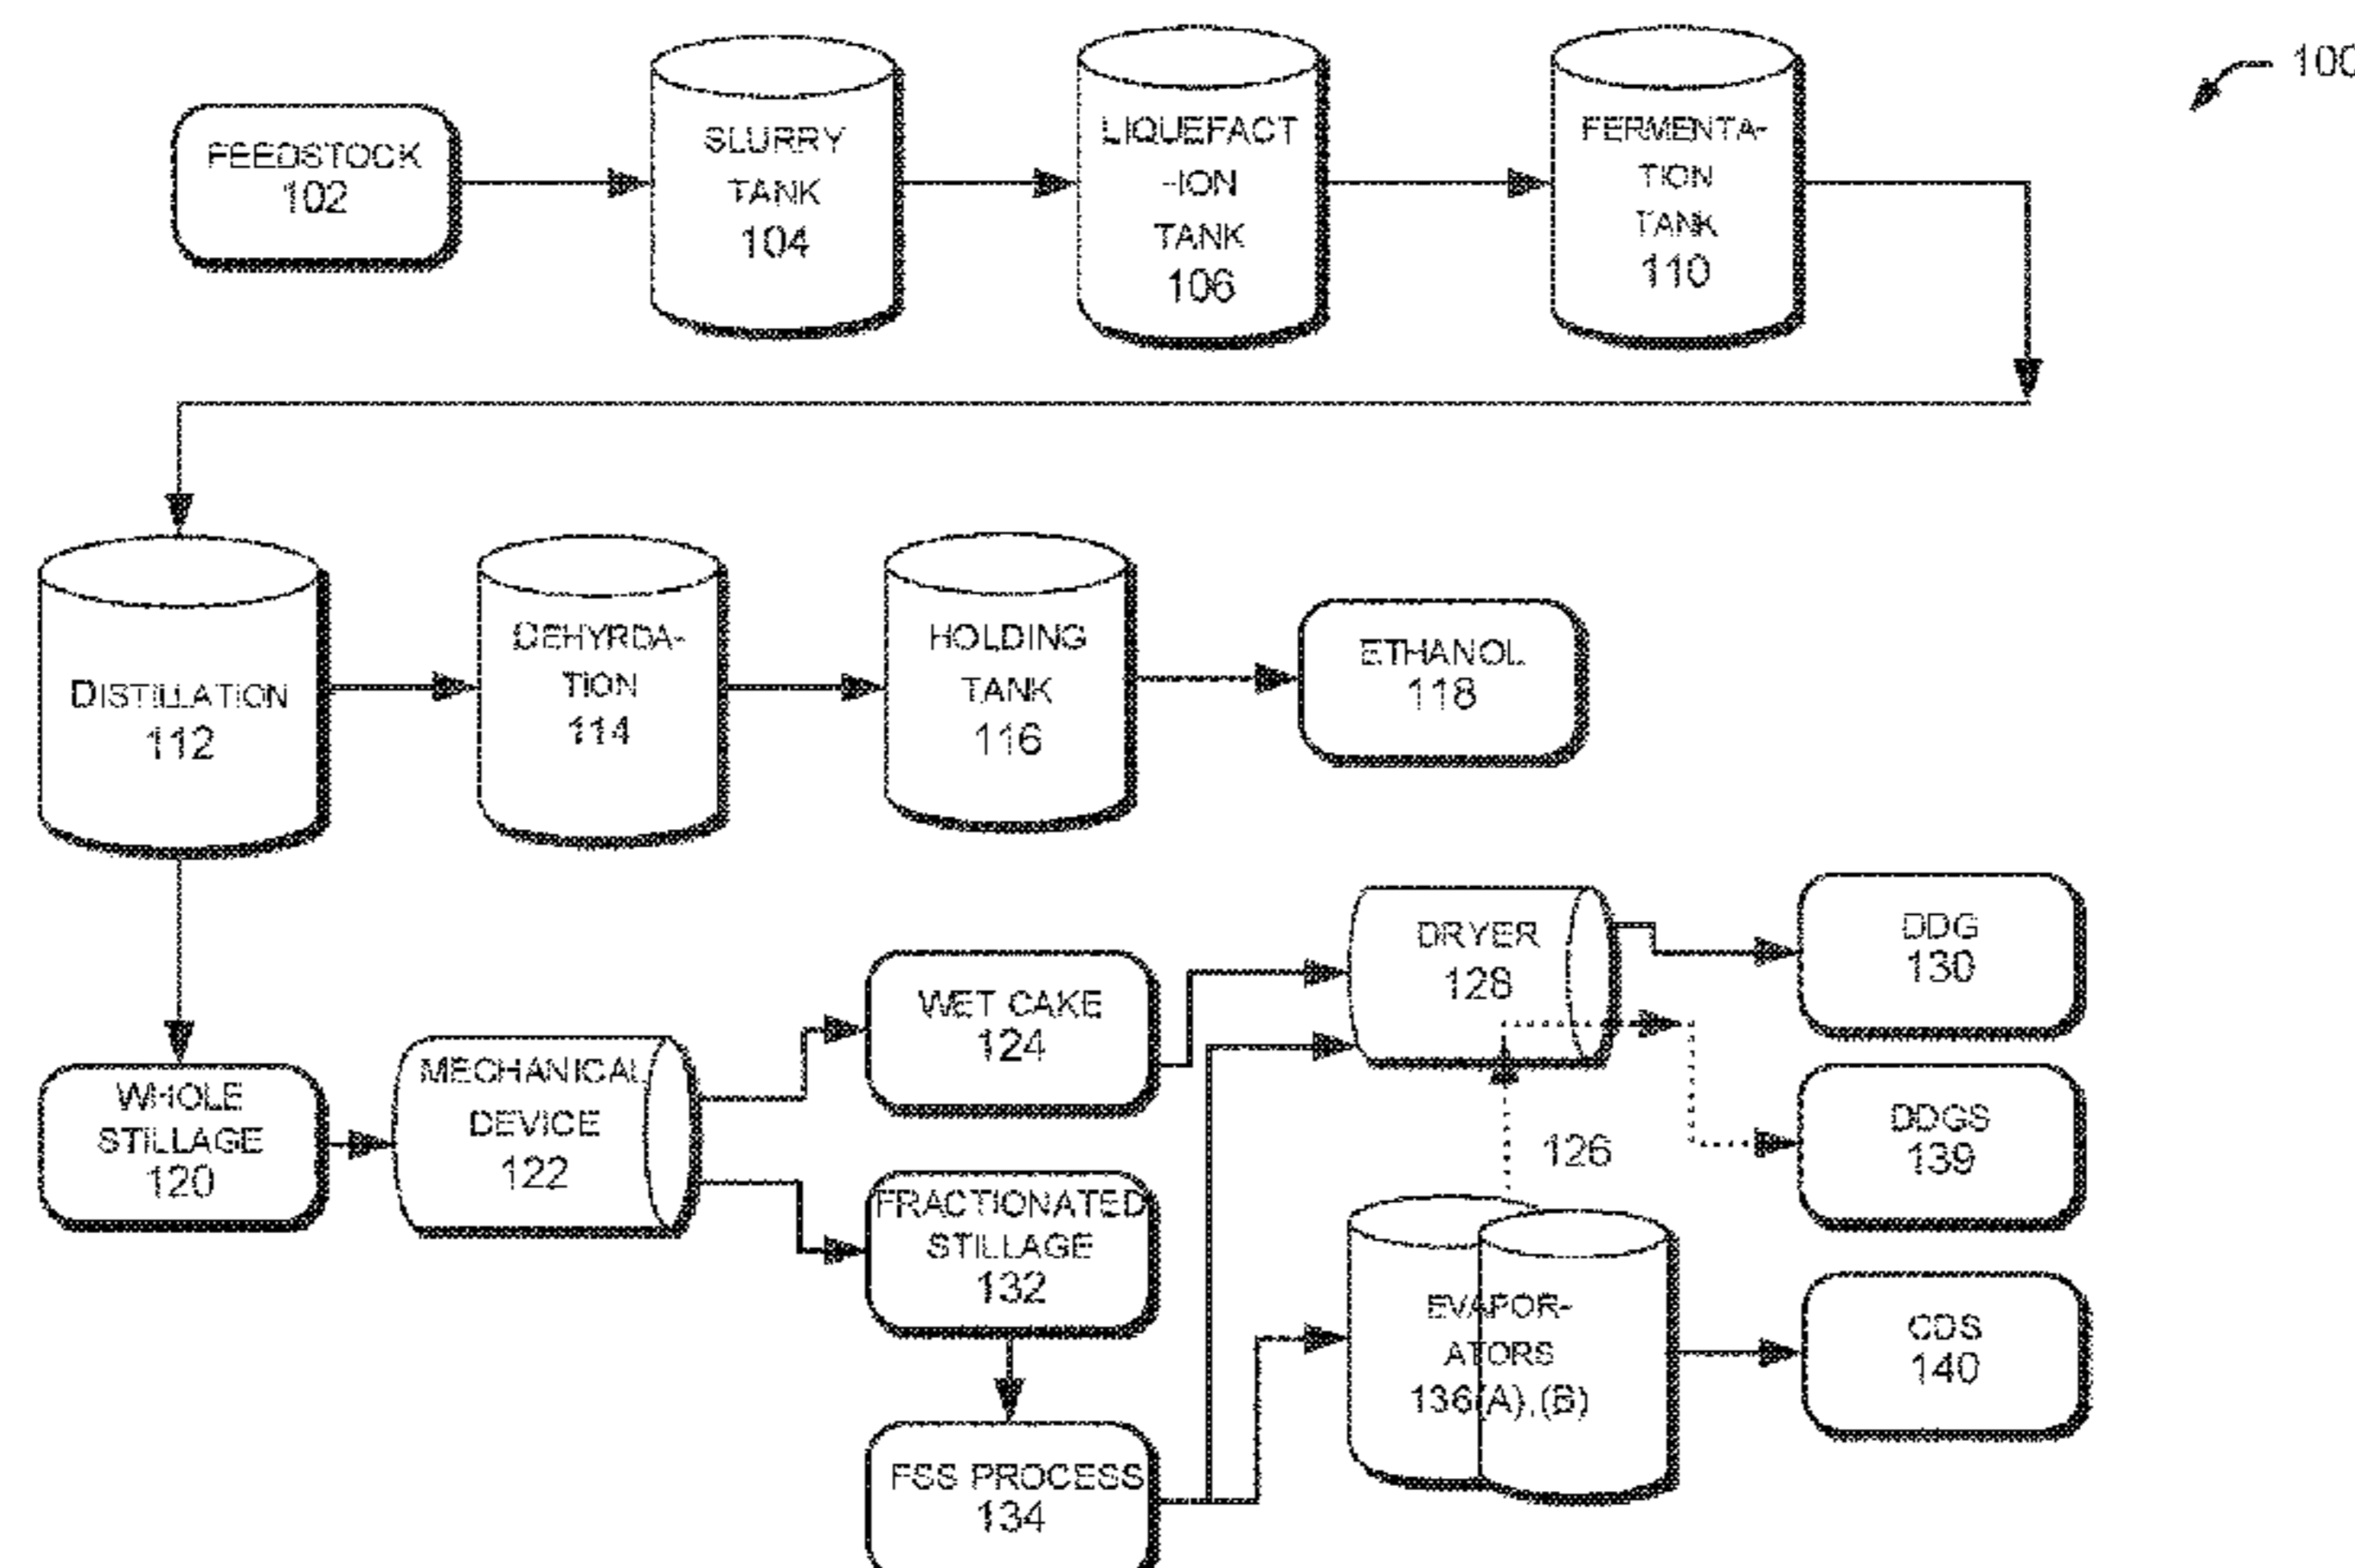 100
FEEDSTOCK
102
SLURRY
TANK
104
LIQUEFACT
-ION
TANK
106
FERMENTA-
TION
TANK
110
DISTILLATION
112
DEHYRDA-
TION
114
HOLDING
TANK
116
ETHANOL
118
WHOLE
STILLAGE
120
MECHANICAL
DEVICE
122
WET CAKE
124
FRACTIONATED
STILLAGE
132
FSS PROCESS
134
DRYER
128
126
EVAPOR-
ATORS
136(A),(B)
DDG
130
DDGS
139
CDS
140